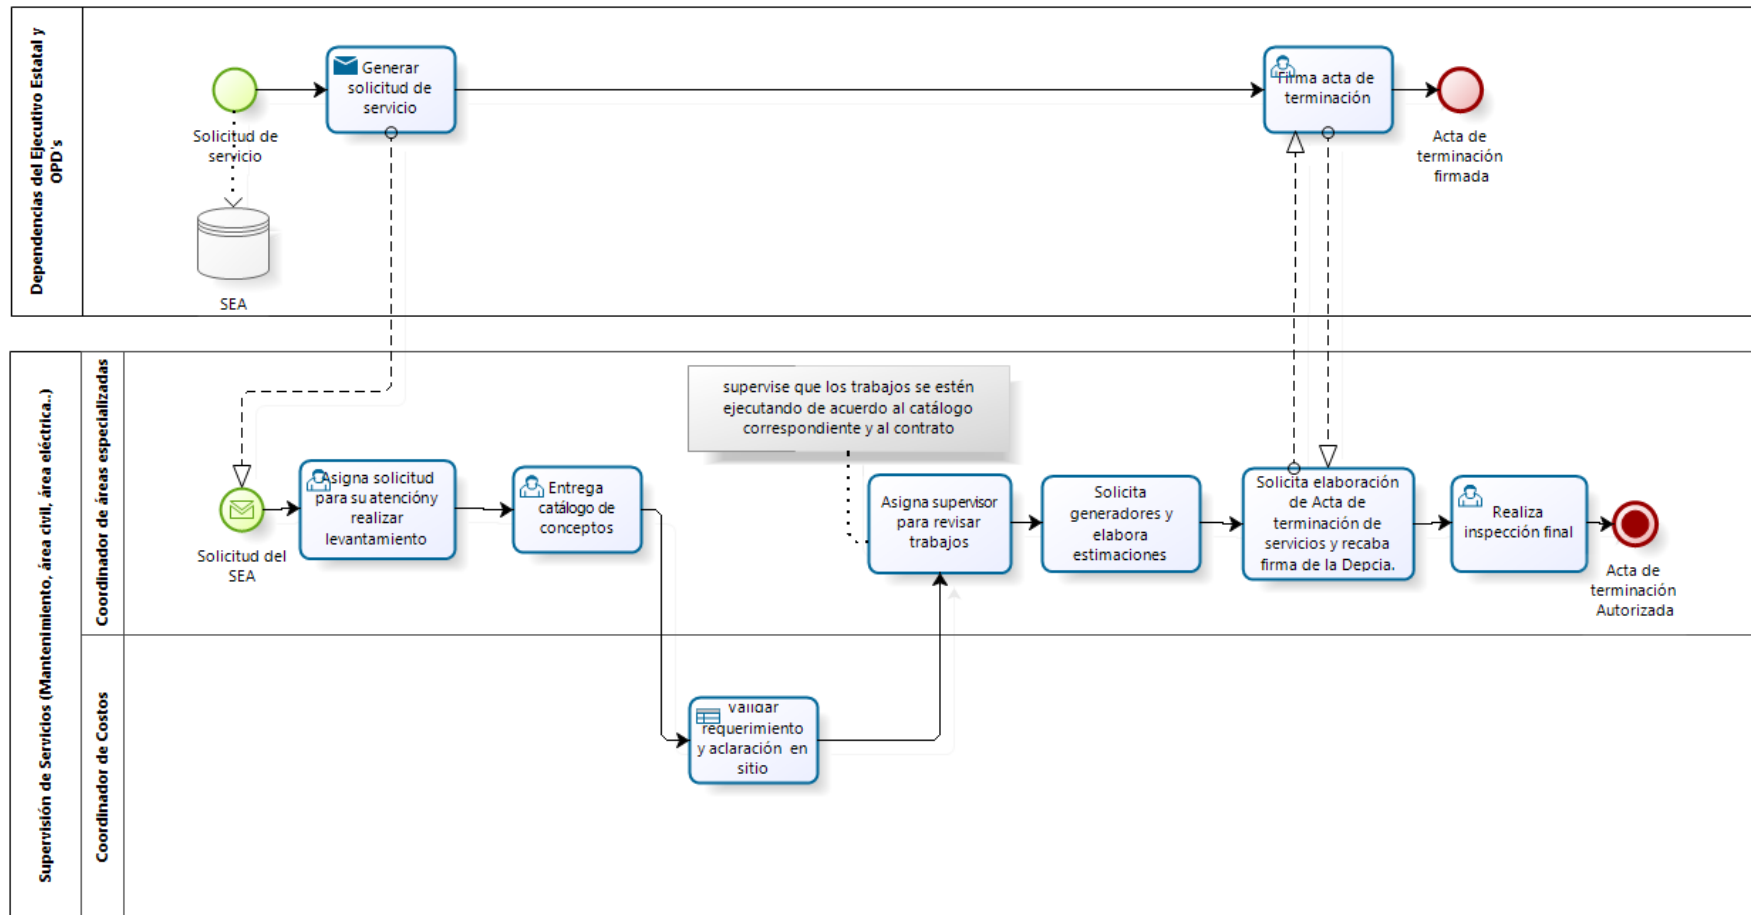 Dependencias del Ejecutivo Estatal y
OPD's
Solicitud de
servicio
SEA
Generar
solicitud de
servicio
Firma acta de
terminación
Acta de
terminación
firmada
Supervisión de Servicios (Mantenimiento, área civil, área eléctrica..)
Coordinador de áreas especializadas
Solicitud del
SEA
Asigna solicitud
para su atencióny
realizar
levantamiento
Entrega
catálogo de
conceptos
supervise que los trabajos se estén
ejecutando de acuerdo al catálogo
correspondiente y al contrato
Asigna supervisor
para revisar
trabajos
Solicita
generadores y
elabora
estimaciones
Solicita elaboración
de Acta de
terminación de
servicios y recaba
firma de la Depcia.
Realiza
inspección final
Acta de
terminación
Autorizada
Coordinador de Costos
Validar
requerimiento
y aclaración en
sitio